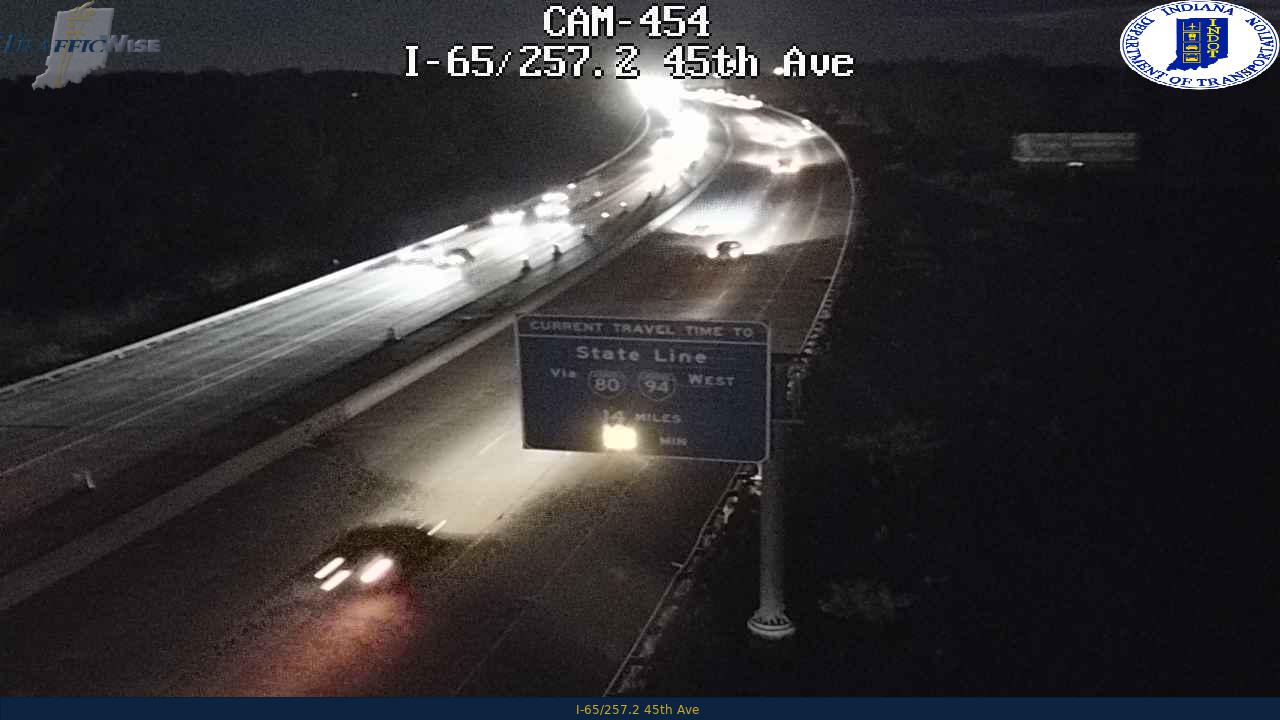 CAM-454
I-65/257.2 45th Ave
TRAFFICWISE
INDIANA
DEPARTMENT OF TRANSPORTATION
INDOT
CURRENT TRAVEL TIME TO
State Line
Via 80 94 WEST
14 MILES
MIN
I-65/257.2 45th Ave